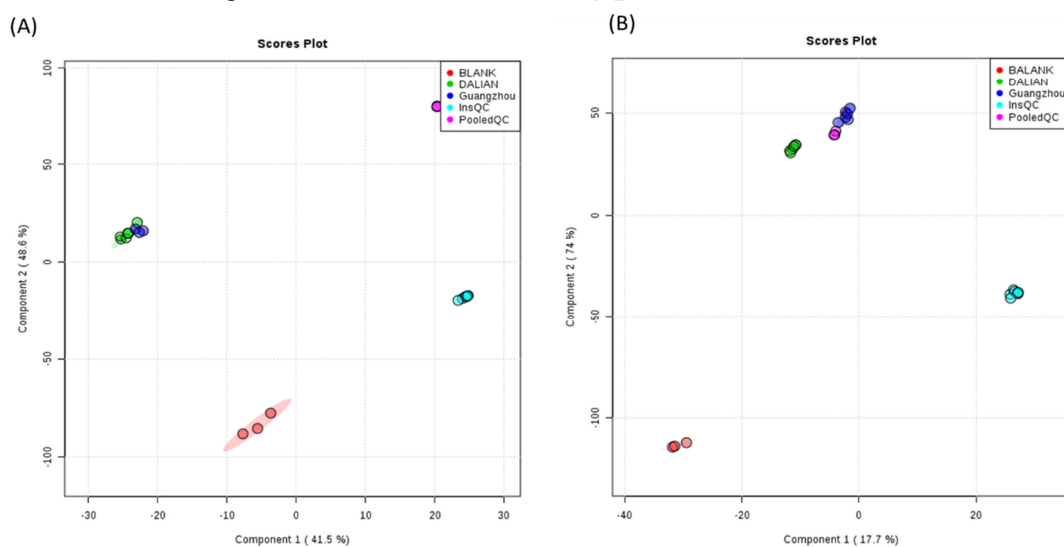 (A)
Scores Plot
BLANK
DALIAN
Guangzhou
InsQC
PooledQC
Component 2 ( 48.6 %)
100
50
0
-50
-100
-30 -20 -10 0 10 20 30
Component 1 ( 41.5 %)
(B)
Scores Plot
BALANK
DALIAN
Guangzhou
InsQC
PooledQC
Component 2 ( 74 %)
50
0
-50
-100
-40 -20 0 20
Component 1 ( 17.7 %)